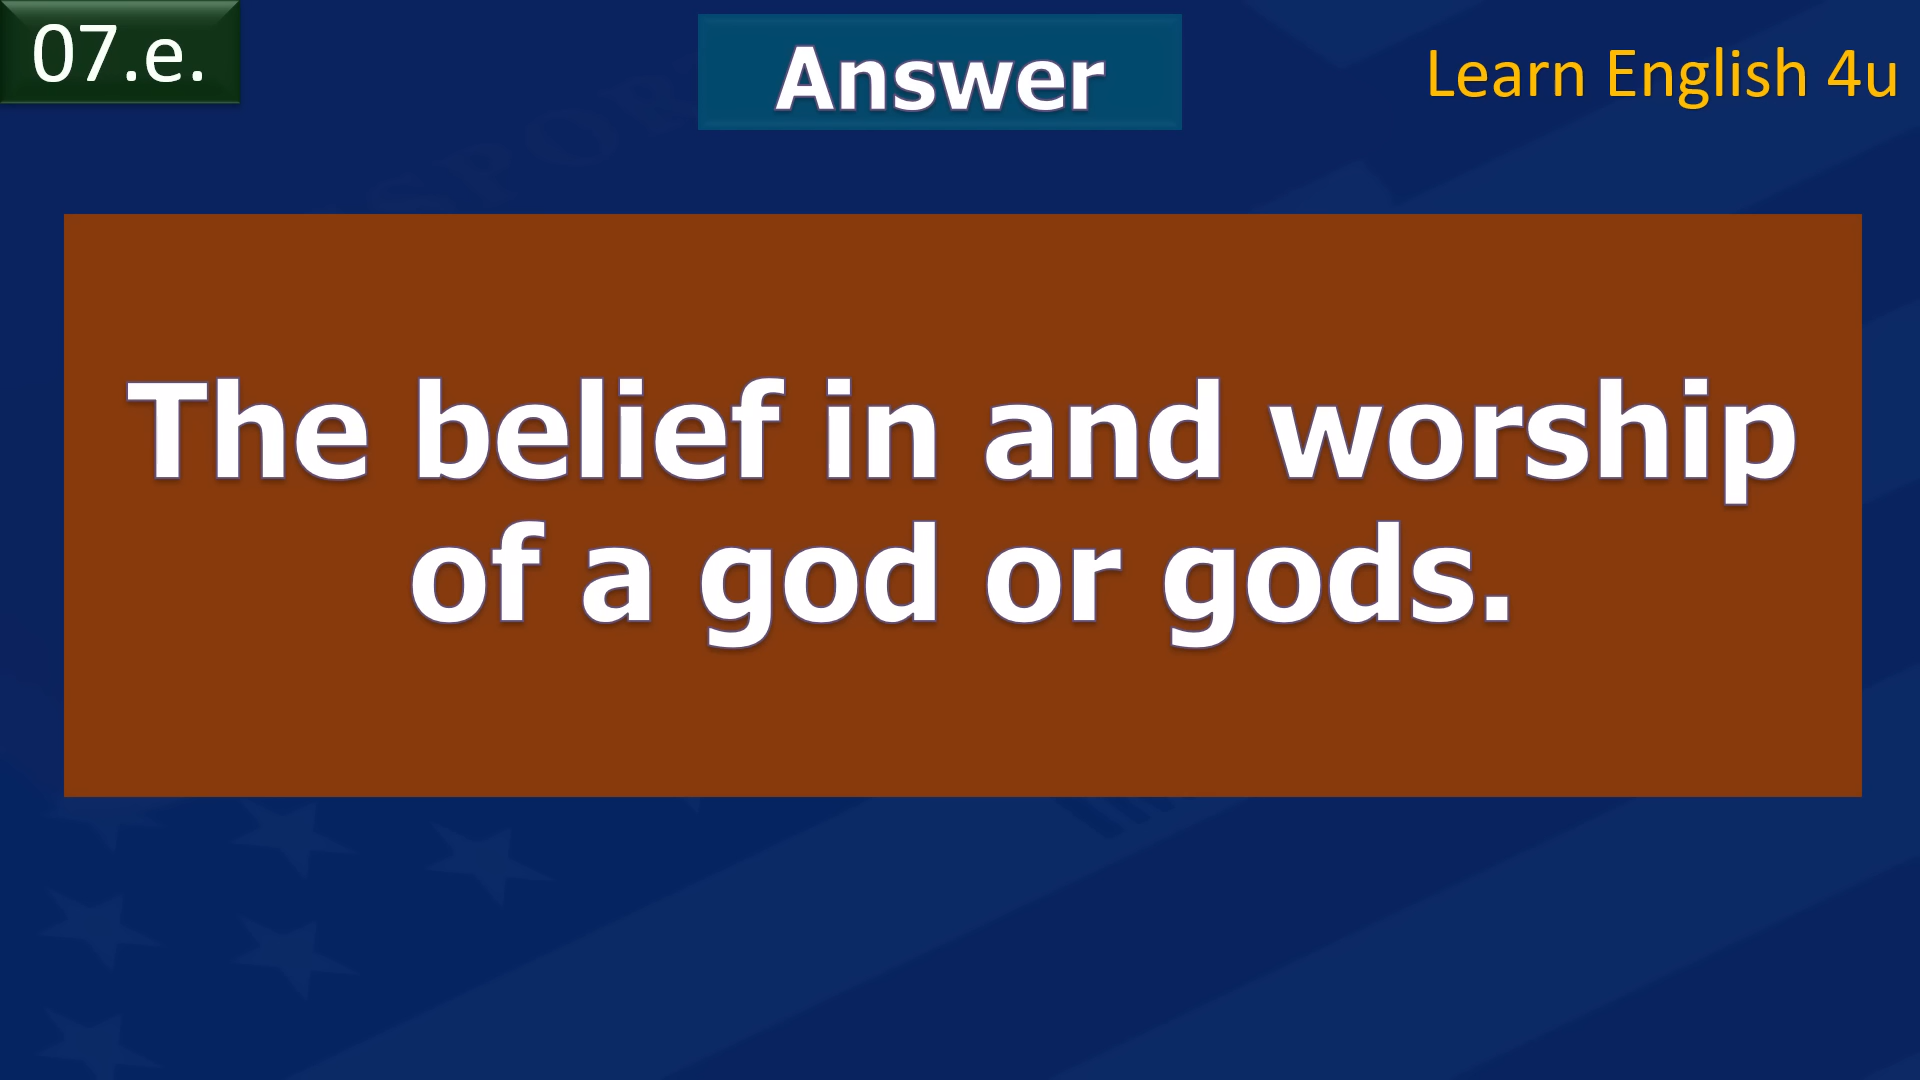 07.e.
Answer
Learn English 4u
The belief in and worship
of a god or gods.